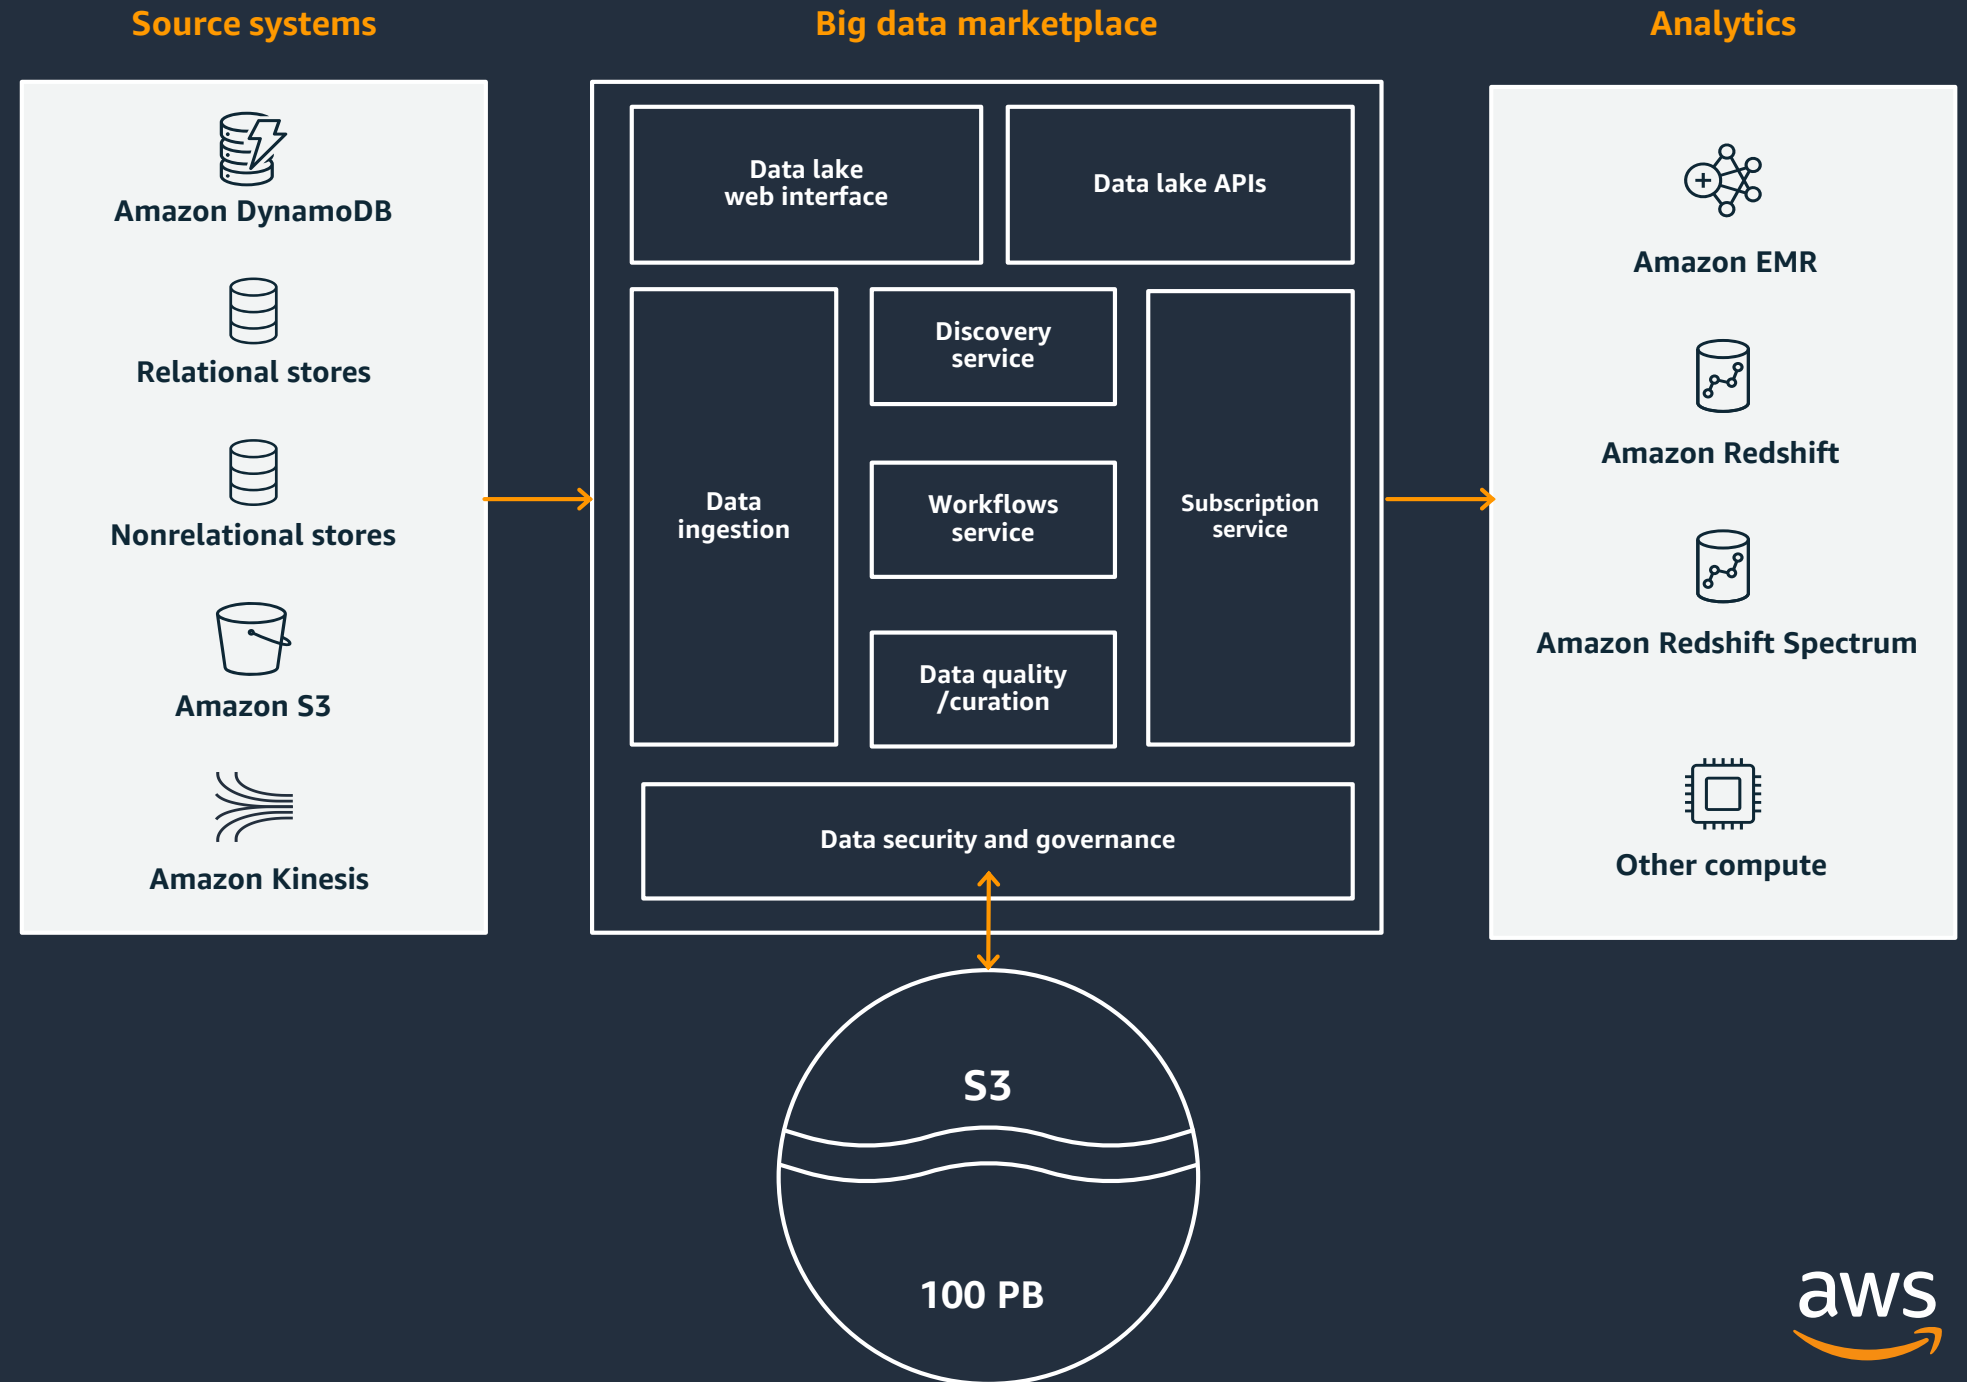 Source systems
Big data marketplace
Analytics
Amazon DynamoDB
Relational stores
Nonrelational stores
Amazon S3
Amazon Kinesis
Data lake
web interface
Data lake APIs
Data
ingestion
Discovery
service
Workflows
service
Data quality
/curation
Subscription
service
Data security and governance
S3
100 PB
Amazon EMR
Amazon Redshift
Amazon Redshift Spectrum
Other compute
aws